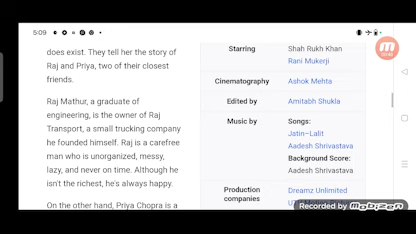 5:09
does exist. They tell her the story of
Raj and Priya, two of their closest
friends.
Raj Mathur, a graduate of
engineering, is the owner of Raj
Transport, a small trucking company
he founded himself. Raj is a carefree
man who is unorganized, messy,
lazy, and never on time. Although he
isn't the richest, he's always happy.
On the other hand, Priya Chopra is a
Starring Shah Rukh Khan
Rani Mukerji
Cinematography Ashok Mehta
Edited by Amitabh Shukla
Music by Songs:
Jatin–Lalit
Aadesh Shrivastava
Background Score:
Aadesh Shrivastava
Production Dreamz Unlimited
companies
Recorded by Mobizen